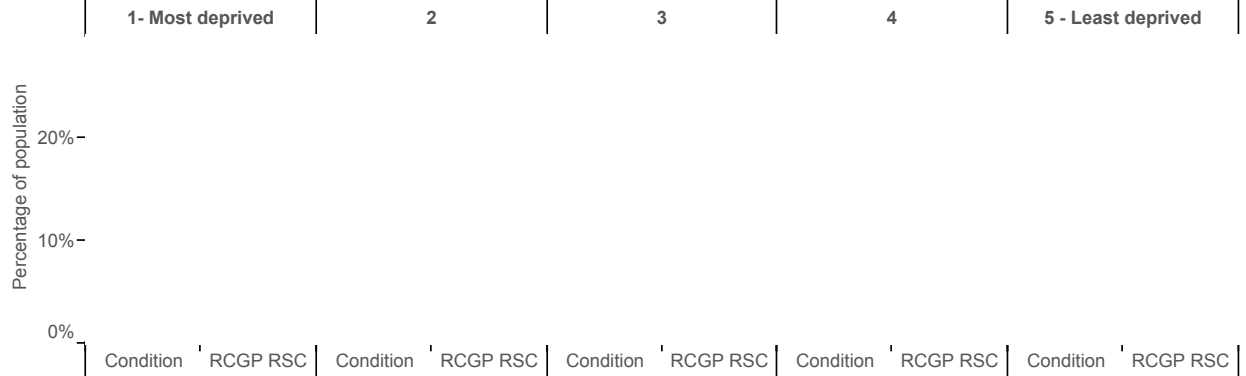 1- Most deprived 2 3 4 5 - Least deprived
Percentage of population
20%
10%
0%
Condition RCGP RSC Condition RCGP RSC Condition RCGP RSC Condition RCGP RSC Condition RCGP RSC